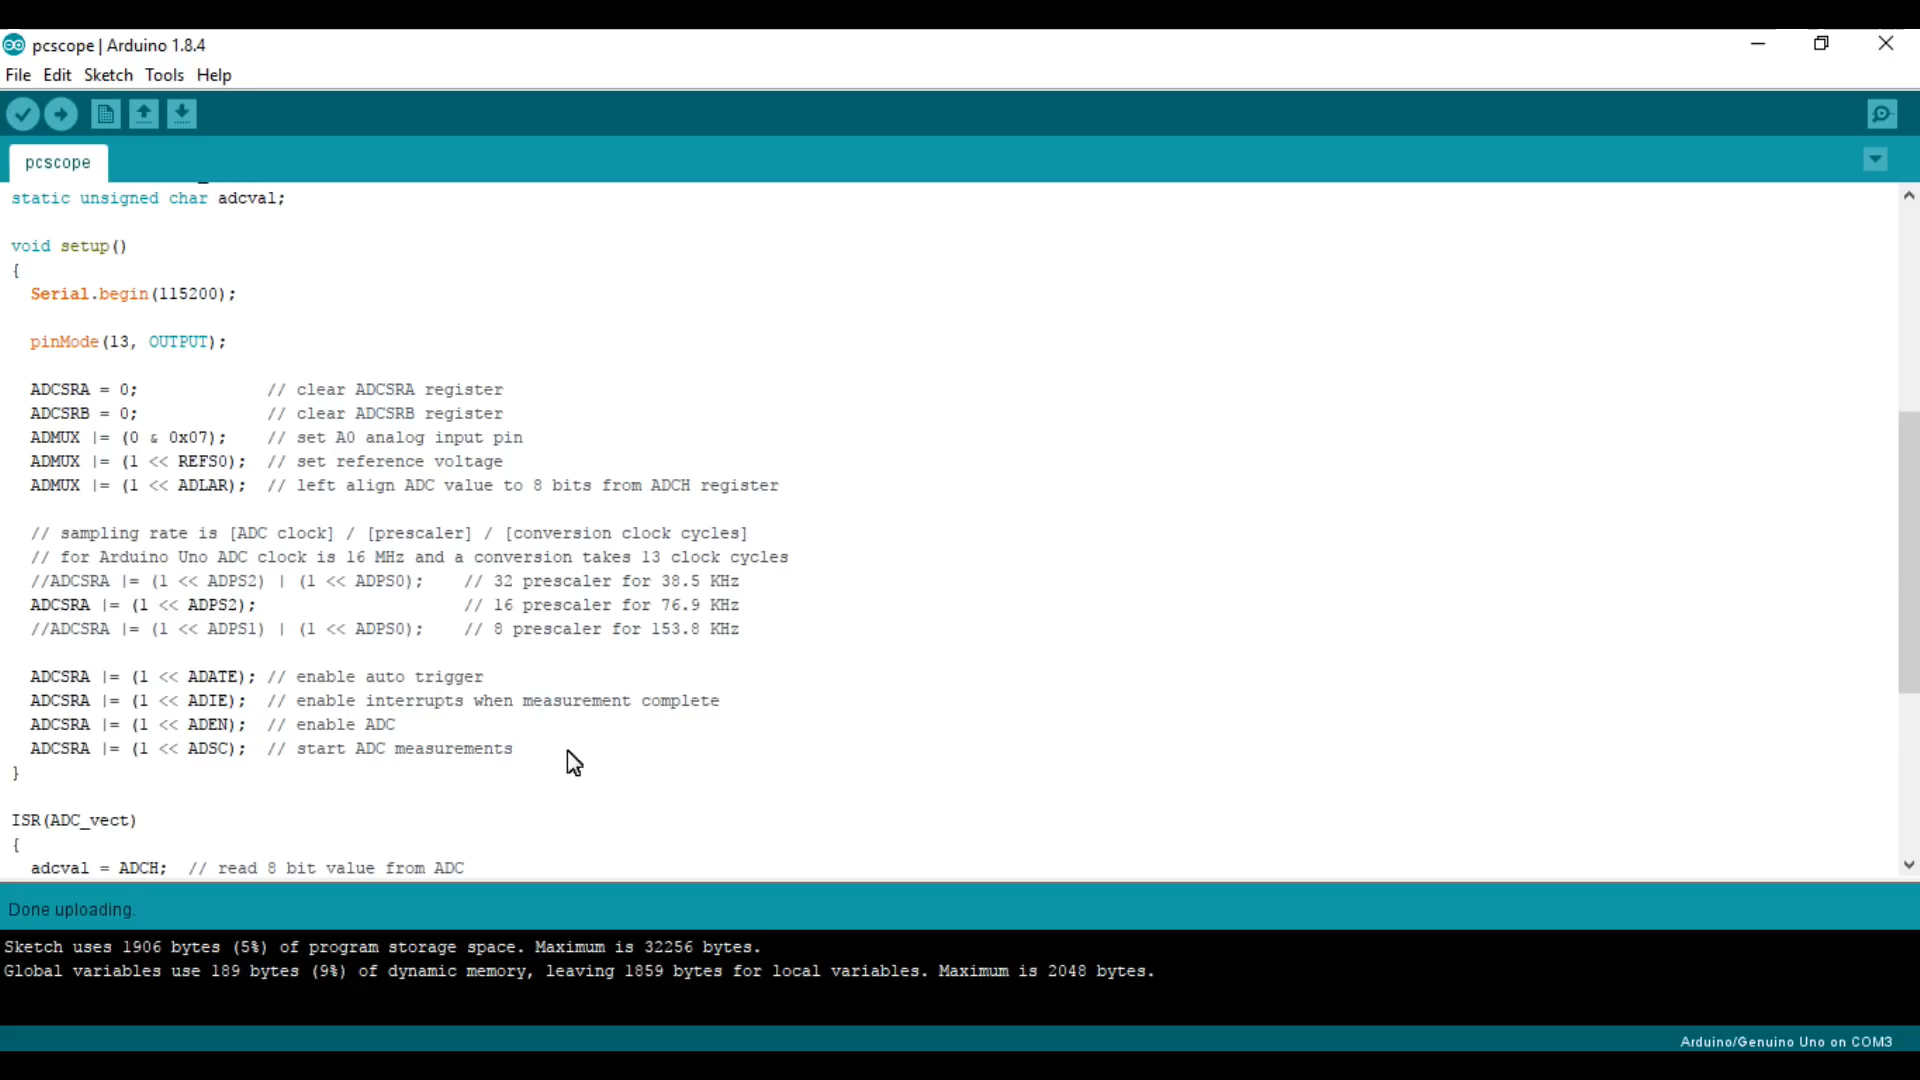 pcscope | Arduino 1.8.4
File Edit Sketch Tools Help
pcscope
static unsigned char adcval;
void setup()
{
Serial.begin(115200);
pinMode(13, OUTPUT);
ADCSRA = 0; // clear ADCSRA register
ADCSRB = 0; // clear ADCSRB register
ADMUX |= (0 & 0x07); // set A0 analog input pin
ADMUX |= (1 << REFS0); // set reference voltage
ADMUX |= (1 << ADLAR); // left align ADC value to 8 bits from ADCH register
// sampling rate is [ADC clock] / [prescaler] / [conversion clock cycles]
// for Arduino Uno ADC clock is 16 MHz and a conversion takes 13 clock cycles
//ADCSRA |= (1 << ADPS2) | (1 << ADPS0); // 32 prescaler for 38.5 KHz
ADCSRA |= (1 << ADPS2); // 16 prescaler for 76.9 KHz
//ADCSRA |= (1 << ADPS1) | (1 << ADPS0); // 8 prescaler for 153.8 KHz
ADCSRA |= (1 << ADATE); // enable auto trigger
ADCSRA |= (1 << ADIE); // enable interrupts when measurement complete
ADCSRA |= (1 << ADEN); // enable ADC
ADCSRA |= (1 << ADSC); // start ADC measurements
}
ISR(ADC_vect)
{
adcval = ADCH; // read 8 bit value from ADC
Done uploading.
Sketch uses 1906 bytes (5%) of program storage space. Maximum is 32256 bytes.
Global variables use 189 bytes (9%) of dynamic memory, leaving 1859 bytes for local variables. Maximum is 2048 bytes.
Arduino/Genuino Uno on COM3